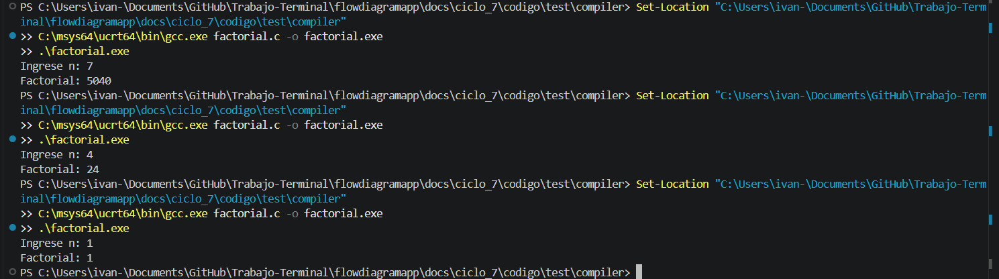 PS C:\Users\ivan-\Documents\GitHub\Trabajo-Terminal\flowdiagramapp\docs\ciclo_7\codigo\test\compiler> Set-Location "C:\Users\ivan-\Documents\GitHub\Trabajo-Term
inal\flowdiagramapp\docs\ciclo_7\codigo\test\compiler"
>> C:\msys64\ucrt64\bin\gcc.exe factorial.c -o factorial.exe
>> .\factorial.exe
Ingrese n: 7
Factorial: 5040
PS C:\Users\ivan-\Documents\GitHub\Trabajo-Terminal\flowdiagramapp\docs\ciclo_7\codigo\test\compiler> Set-Location "C:\Users\ivan-\Documents\GitHub\Trabajo-Term
inal\flowdiagramapp\docs\ciclo_7\codigo\test\compiler"
>> C:\msys64\ucrt64\bin\gcc.exe factorial.c -o factorial.exe
>> .\factorial.exe
Ingrese n: 4
Factorial: 24
PS C:\Users\ivan-\Documents\GitHub\Trabajo-Terminal\flowdiagramapp\docs\ciclo_7\codigo\test\compiler> Set-Location "C:\Users\ivan-\Documents\GitHub\Trabajo-Term
inal\flowdiagramapp\docs\ciclo_7\codigo\test\compiler"
>> C:\msys64\ucrt64\bin\gcc.exe factorial.c -o factorial.exe
>> .\factorial.exe
Ingrese n: 1
Factorial: 1
PS C:\Users\ivan-\Documents\GitHub\Trabajo-Terminal\flowdiagramapp\docs\ciclo_7\codigo\test\compiler>